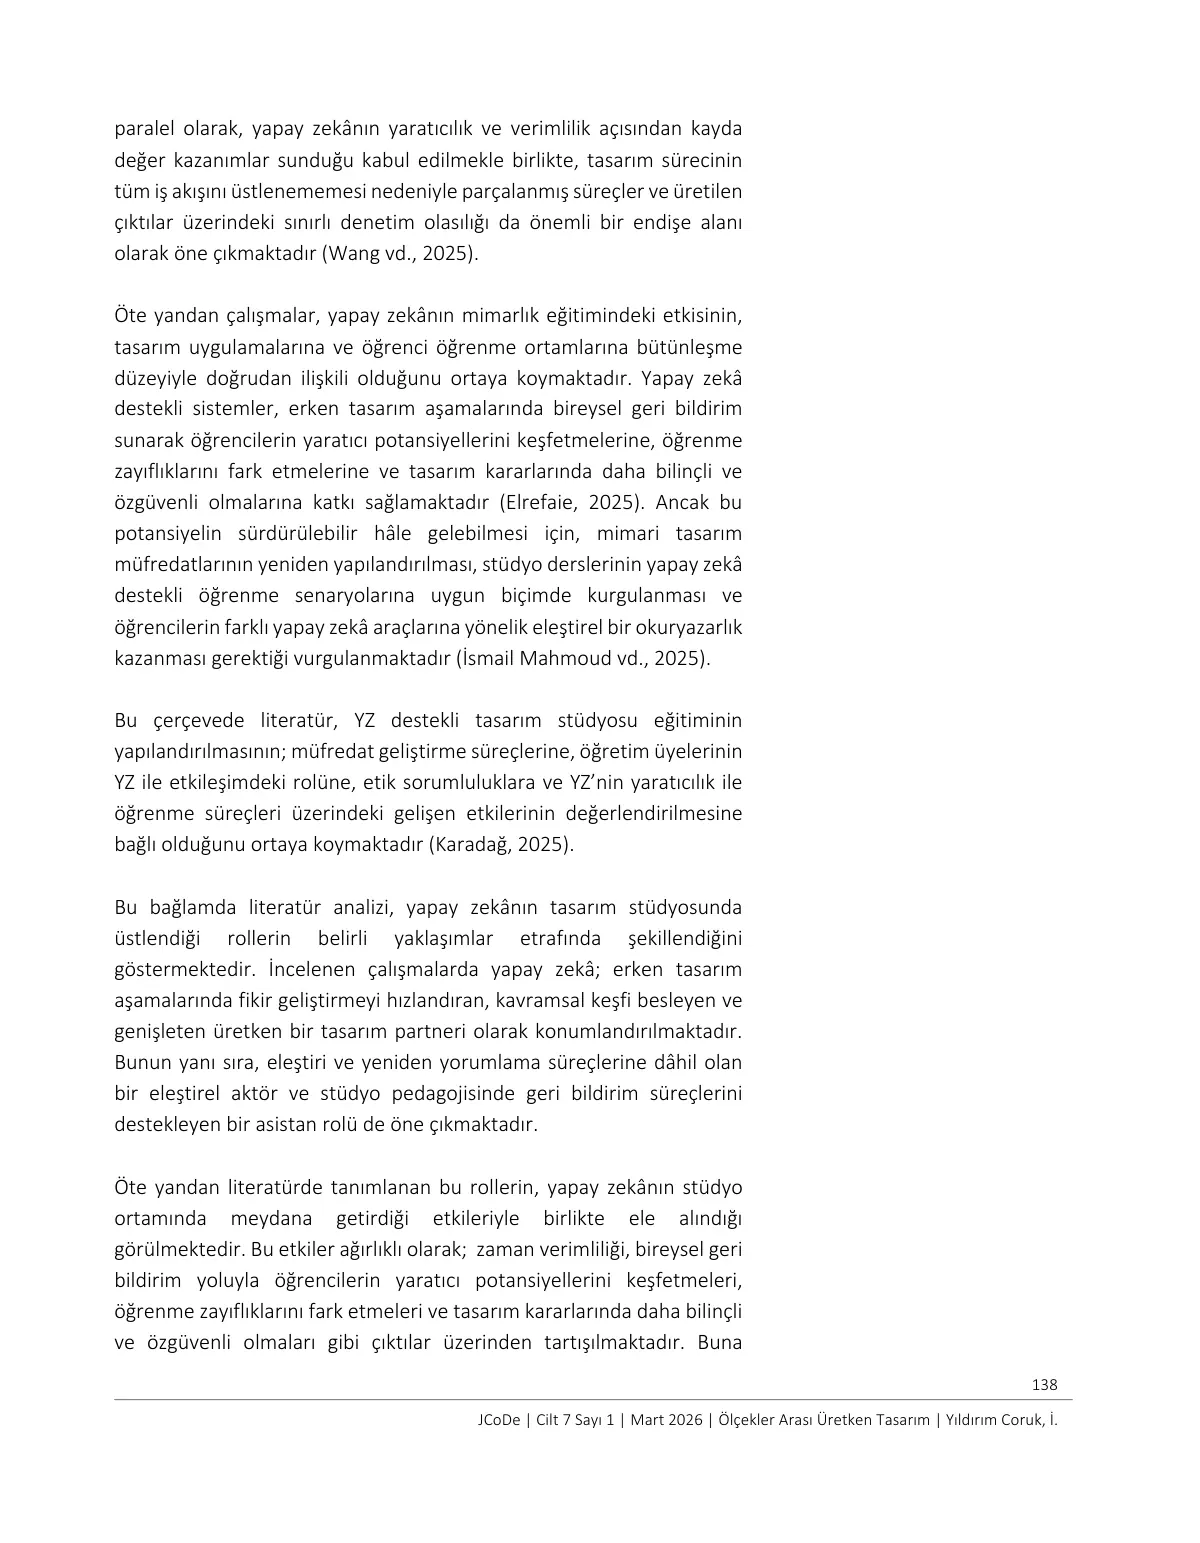 paralel olarak, yapay zekânın yaratıcılık ve verimlilik açısından kayda
değer kazanımlar sunduğu kabul edilmekle birlikte, tasarım sürecinin
tüm iş akışını üstlenememesi nedeniyle parçalanmış süreçler ve üretilen
çıktılar üzerindeki sınırlı denetim olasılığı da önemli bir endişe alanı
olarak öne çıkmaktadır (Wang vd., 2025).
Öte yandan çalışmalar, yapay zekânın mimarlık eğitimindeki etkisinin,
tasarım uygulamalarına ve öğrenci öğrenme ortamlarına bütünleşme
düzeyiyle doğrudan ilişkili olduğunu ortaya koymaktadır. Yapay zekâ
destekli sistemler, erken tasarım aşamalarında bireysel geri bildirim
sunarak öğrencilerin yaratıcı potansiyellerini keşfetmelerine, öğrenme
zayıflıklarını fark etmelerine ve tasarım kararlarında daha bilinçli ve
özgüvenli olmalarına katkı sağlamaktadır (Elrefaie, 2025). Ancak bu
potansiyelin sürdürülebilir hâle gelebilmesi için, mimari tasarım
müfredatlarının yeniden yapılandırılması, stüdyo derslerinin yapay zekâ
destekli öğrenme senaryolarına uygun biçimde kurgulanması ve
öğrencilerin farklı yapay zekâ araçlarına yönelik eleştirel bir okuryazarlık
kazanması gerektiği vurgulanmaktadır (İsmail Mahmoud vd., 2025).
Bu çerçevede literatür, YZ destekli tasarım stüdyosu eğitiminin
yapılandırılmasının; müfredat geliştirme süreçlerine, öğretim üyelerinin
YZ ile etkileşimdeki rolüne, etik sorumluluklara ve YZ’nin yaratıcılık ile
öğrenme süreçleri üzerindeki gelişen etkilerinin değerlendirilmesine
bağlı olduğunu ortaya koymaktadır (Karadağ, 2025).
Bu bağlamda literatür analizi, yapay zekânın tasarım stüdyosunda
üstlendiği rollerin belirli yaklaşımlar etrafında şekillendiğini
göstermektedir. İncelenen çalışmalarda yapay zekâ; erken tasarım
aşamalarında fikir geliştirmeyi hızlandıran, kavramsal keşfi besleyen ve
genişleten üretken bir tasarım partneri olarak konumlandırılmaktadır.
Bunun yanı sıra, eleştiri ve yeniden yorumlama süreçlerine dâhil olan
bir eleştirel aktör ve stüdyo pedagojisinde geri bildirim süreçlerini
destekleyen bir asistan rolü de öne çıkmaktadır.
Öte yandan literatürde tanımlanan bu rollerin, yapay zekânın stüdyo
ortamında meydana getirdiği etkileriyle birlikte ele alındığı
görülmektedir. Bu etkiler ağırlıklı olarak;  zaman verimliliği, bireysel geri
bildirim yoluyla öğrencilerin yaratıcı potansiyellerini keşfetmeleri,
öğrenme zayıflıklarını fark etmeleri ve tasarım kararlarında daha bilinçli
ve özgüvenli olmaları gibi çıktılar üzerinden tartışılmaktadır. Buna
138
JCoDe | Cilt 7 Sayı 1 | Mart 2026 | Ölçekler Arası Üretken Tasarım | Yıldırım Coruk, İ.